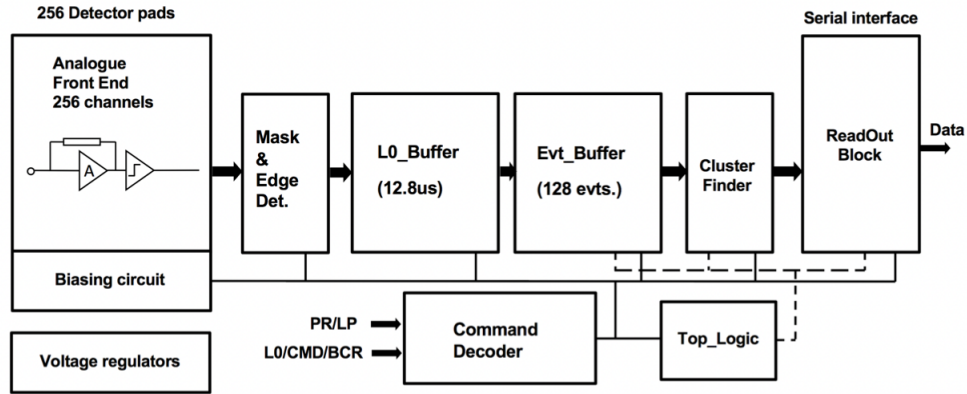 256 Detector pads
Serial interface
Analogue
Front End
256 channels
A
Mask
&
Edge
Det.
L0_Buffer
(12.8us)
Evt_Buffer
(128 evts.)
Cluster
Finder
ReadOut
Block
Data
Biasing circuit
Voltage regulators
PR/LP
L0/CMD/BCR
Command
Decoder
Top_Logic